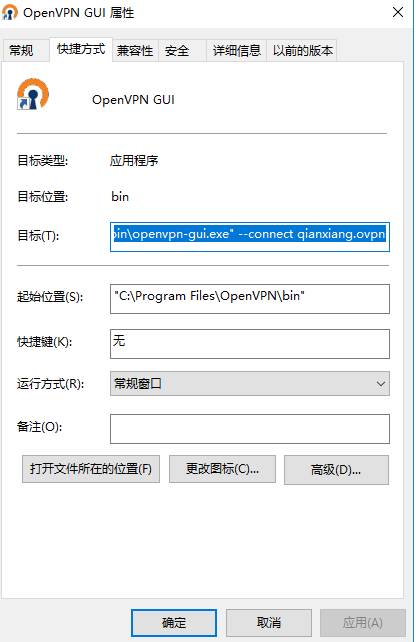 OpenVPN GUI 属性
常规 快捷方式 兼容性 安全 详细信息 以前的版本
OpenVPN GUI
目标类型: 应用程序
目标位置: bin
目标(T): bin\openvpn-gui.exe" --connect qianxiang.ovpn
起始位置(S): "C:\Program Files\OpenVPN\bin"
快捷键(K): 无
运行方式(R): 常规窗口
备注(O):
打开文件所在的位置(F) 更改图标(C)... 高级(D)...
确定 取消 应用(A)